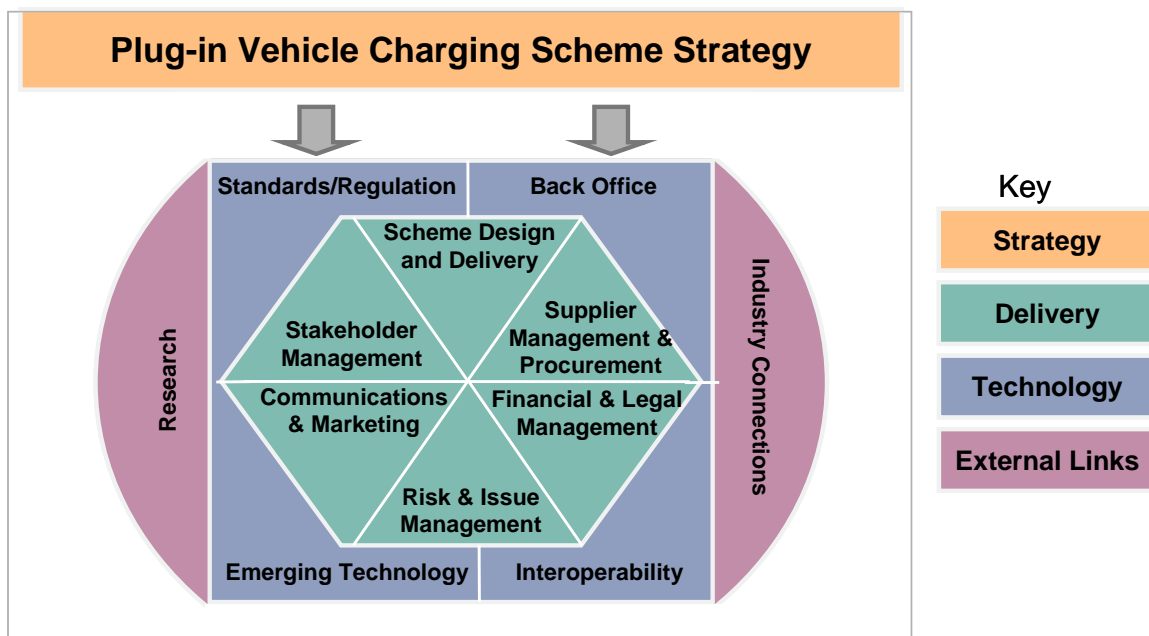 Plug-in Vehicle Charging Scheme Strategy
Standards/Regulation
Back Office
Scheme Design
and Delivery
Stakeholder
Management
Supplier
Management &
Procurement
Communications
& Marketing
Financial & Legal
Management
Risk & Issue
Management
Emerging Technology
Interoperability
Research
Industry Connections
Key
Strategy
Delivery
Technology
External Links